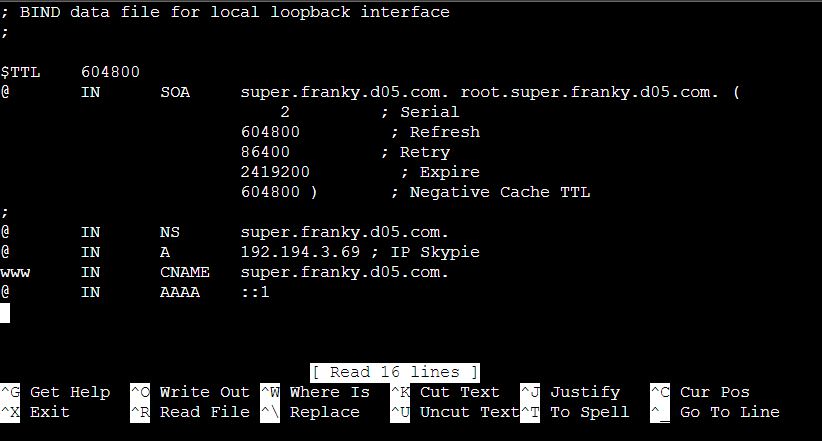 ; BIND data file for local loopback interface
;
$TTL    604800
@       IN      SOA     super.franky.d05.com. root.super.franky.d05.com. (
                            2         ; Serial
                        604800         ; Refresh
                        86400         ; Retry
                        2419200         ; Expire
                        604800 )       ; Negative Cache TTL
;
@       IN      NS      super.franky.d05.com.
@       IN      A       192.194.3.69 ; IP Skypie
www     IN      CNAME   super.franky.d05.com.
@       IN      AAAA    ::1
[ Read 16 lines ]
^G Get Help  ^O Write Out ^W Where Is  ^K Cut Text  ^J Justify   ^C Cur Pos
^X Exit      ^R Read File ^\ Replace   ^U Uncut Text^T To Spell  ^_ Go To Line